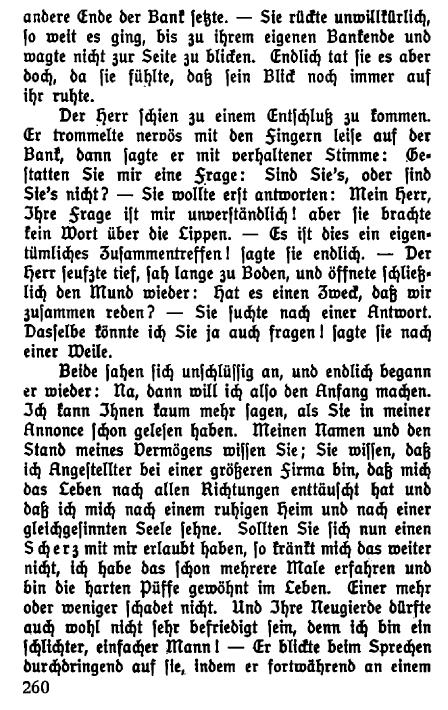 andere Ende der Bank setzte. — Sie rückte unwillkürlich,
so weit es ging, bis zu ihrem eigenen Bankende und
wagte nicht zur Seite zu blicken. Endlich tat sie es aber
doch, da sie fühlte, daß sein Blick noch immer auf
ihr ruhte.
Der Herr schien zu einem Entschluß zu kommen.
Er trommelte nervös mit den Fingern leise auf der
Bank, dann sagte er mit verhaltener Stimme: Ge-
statten Sie mir eine Frage: Sind Sie's, oder sind
Sie's nicht? — Sie wollte erst antworten: Mein Herr,
Ihre Frage ist mir unverständlich! aber sie brachte
kein Wort über die Lippen. — Es ist dies ein eigen-
tümliches Zusammentreffen! sagte sie endlich. — Der
Herr seufzte tief, sah lange zu Boden, und öffnete schließ-
lich den Mund wieder: Hat es einen Zweck, daß wir
zusammen reden? — Sie suchte nach einer Antwort.
Dasselbe könnte ich Sie ja auch fragen! sagte sie nach
einer Weile.
Beide sahen sich unschlüssig an, und endlich begann
er wieder: Na, dann will ich also den Anfang machen.
Ich kann Ihnen kaum mehr sagen, als Sie in meiner
Annonce schon gelesen haben. Meinen Namen und den
Stand meines Vermögens wissen Sie; Sie wissen, daß
ich Angestellter bei einer größeren Firma bin, daß mich
das Leben nach allen Richtungen enttäuscht hat und
daß ich mich nach einem ruhigen Heim und nach einer
gleichgesinnten Seele sehne. Sollten Sie sich nun einen
Scherz mit mir erlaubt haben, so kränkt mich das weiter
nicht, ich habe das schon mehrere Male erfahren und
bin die harten Püffe gewöhnt im Leben. Einer mehr
oder weniger schadet nicht. Und Ihre Neugierde dürfte
auch wohl nicht sehr befriedigt sein, denn ich bin ein
schlichter, einfacher Mann! — Er blickte beim Sprechen
durchdringend auf sie, indem er fortwährend an einem
260